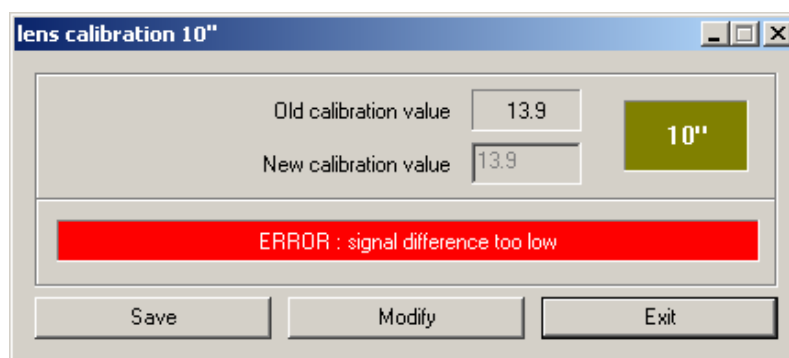 lens calibration 10"
Old calibration value 13.9
10"
New calibration value 13.9
ERROR : signal difference too low
Save Modify Exit